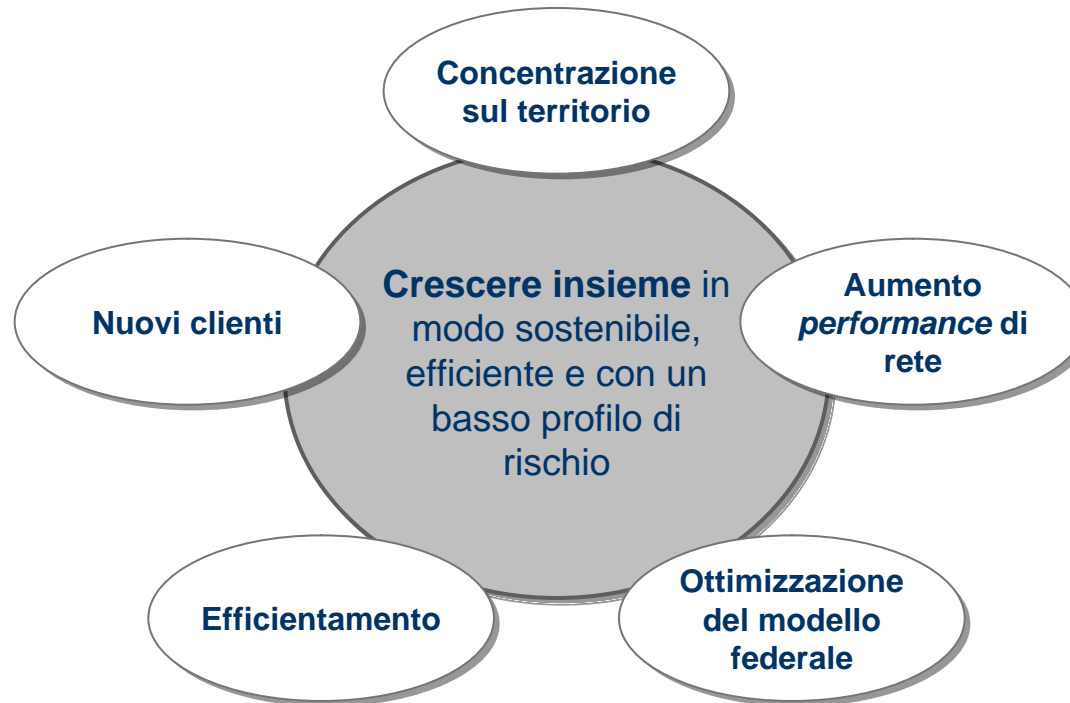 Concentrazione
sul territorio
Crescere insieme in
modo sostenibile,
efficiente e con un
basso profilo di
rischio
Nuovi clienti
Aumento
performance di
rete
Efficientamento
Ottimizzazione
del modello
federale